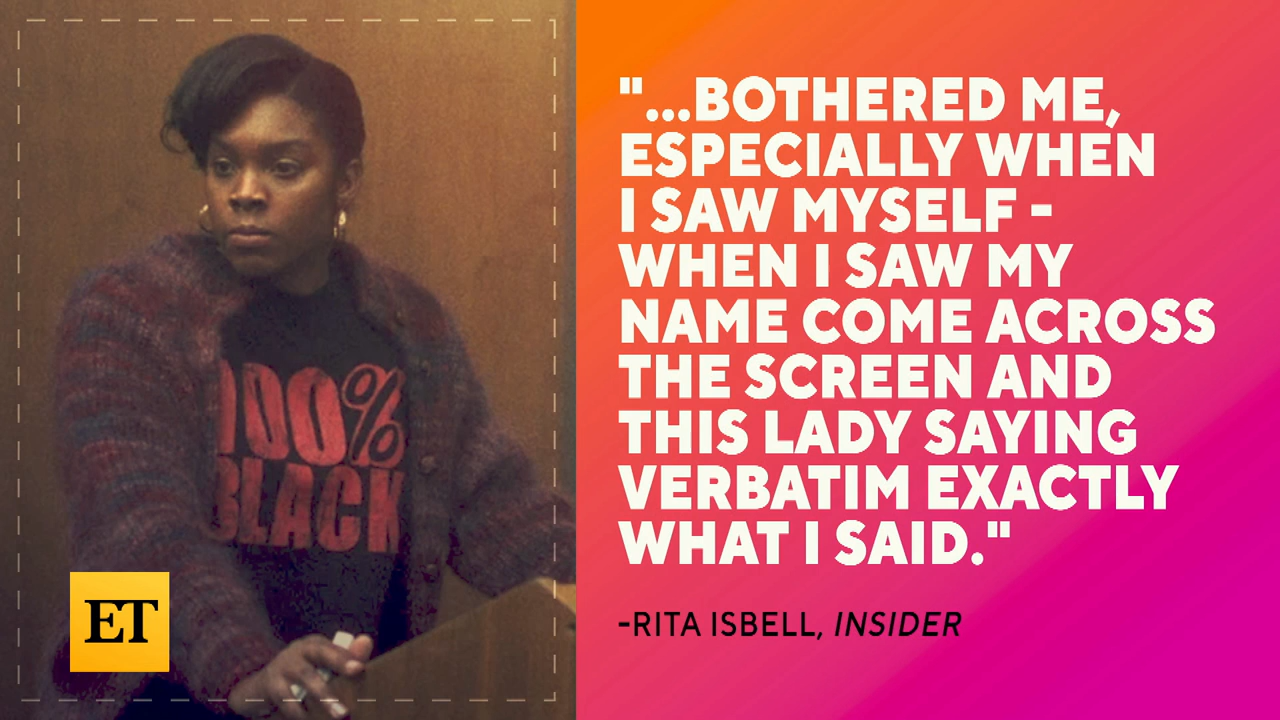 100%
BLACK
ET
"...BOTHERED ME,
ESPECIALLY WHEN
I SAW MYSELF -
WHEN I SAW MY
NAME COME ACROSS
THE SCREEN AND
THIS LADY SAYING
VERBATIM EXACTLY
WHAT I SAID."
-RITA ISBELL, INSIDER